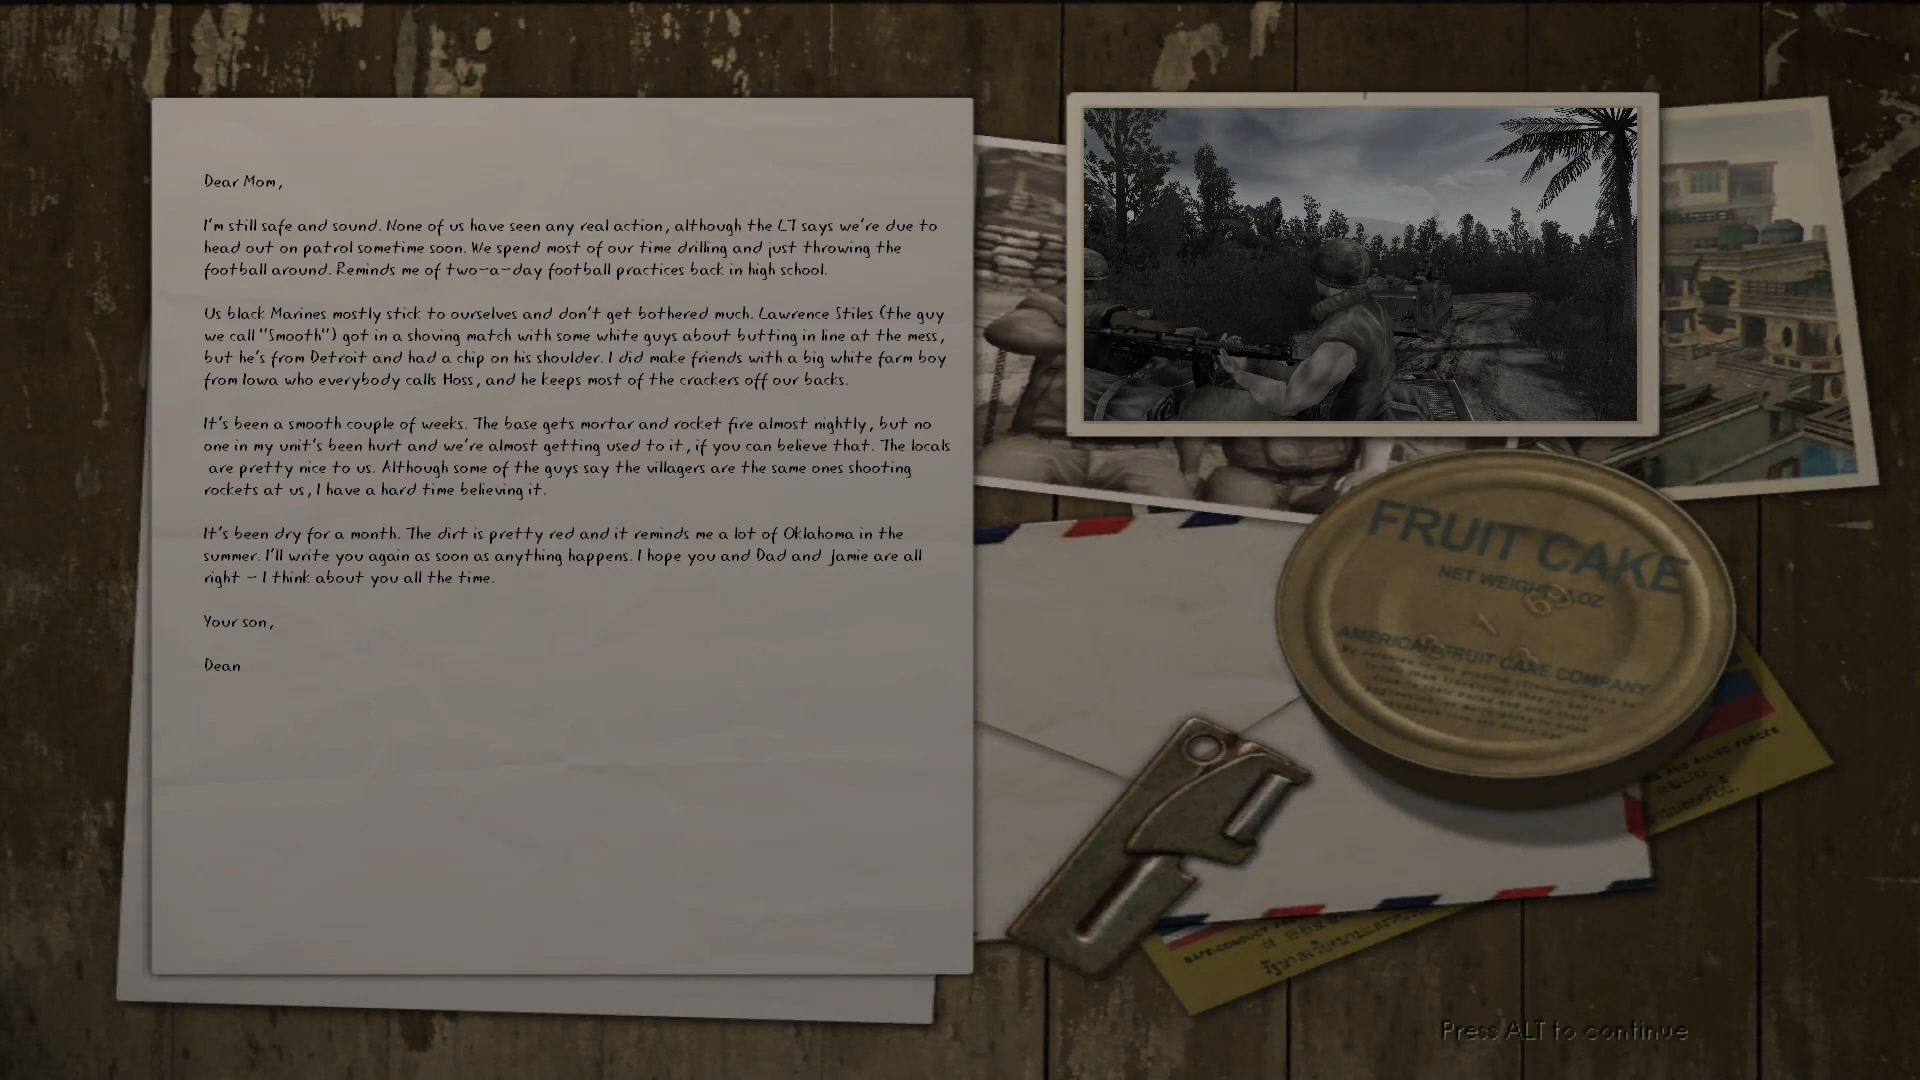 Dear Mom,
I'm still safe and sound. None of us have seen any real action, although the LT says we're due to
head out on patrol sometime soon. We spend most of our time drilling and just throwing the
football around. Reminds me of two-a-day football practices back in high school.
Us black Marines mostly stick to ourselves and don't get bothered much. Lawrence Stiles (the guy
we call "Smooth") got in a shoving match with some white guys about butting in line at the mess,
but he's from Detroit and had a chip on his shoulder. I did make friends with a big white farm boy
from Iowa who everybody calls Hoss, and he keeps most of the crackers off our backs.
It's been a smooth couple of weeks. The base gets mortar and rocket fire almost nightly, but no
one in my unit's been hurt and we're almost getting used to it, if you can believe that. The locals
are pretty nice to us. Although some of the guys say the villagers are the same ones shooting
rockets at us, I have a hard time believing it.
It's been dry for a month. The dirt is pretty red and it reminds me a lot of Oklahoma in the
summer. I'll write you again as soon as anything happens. I hope you and Dad and Jamie are all
right - I think about you all the time.
Your son,
Dean
FRUIT CAKE
NET WEIGHT OZ
AMERICAN FRUIT CAKE COMPANY
AND ALLIED FORCES
SAFE-CONDUCT
Press ALT to continue